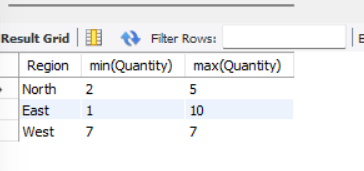 Result Grid Filter Rows: E
Region min(Quantity) max(Quantity)
North 2 5
East 1 10
West 7 7